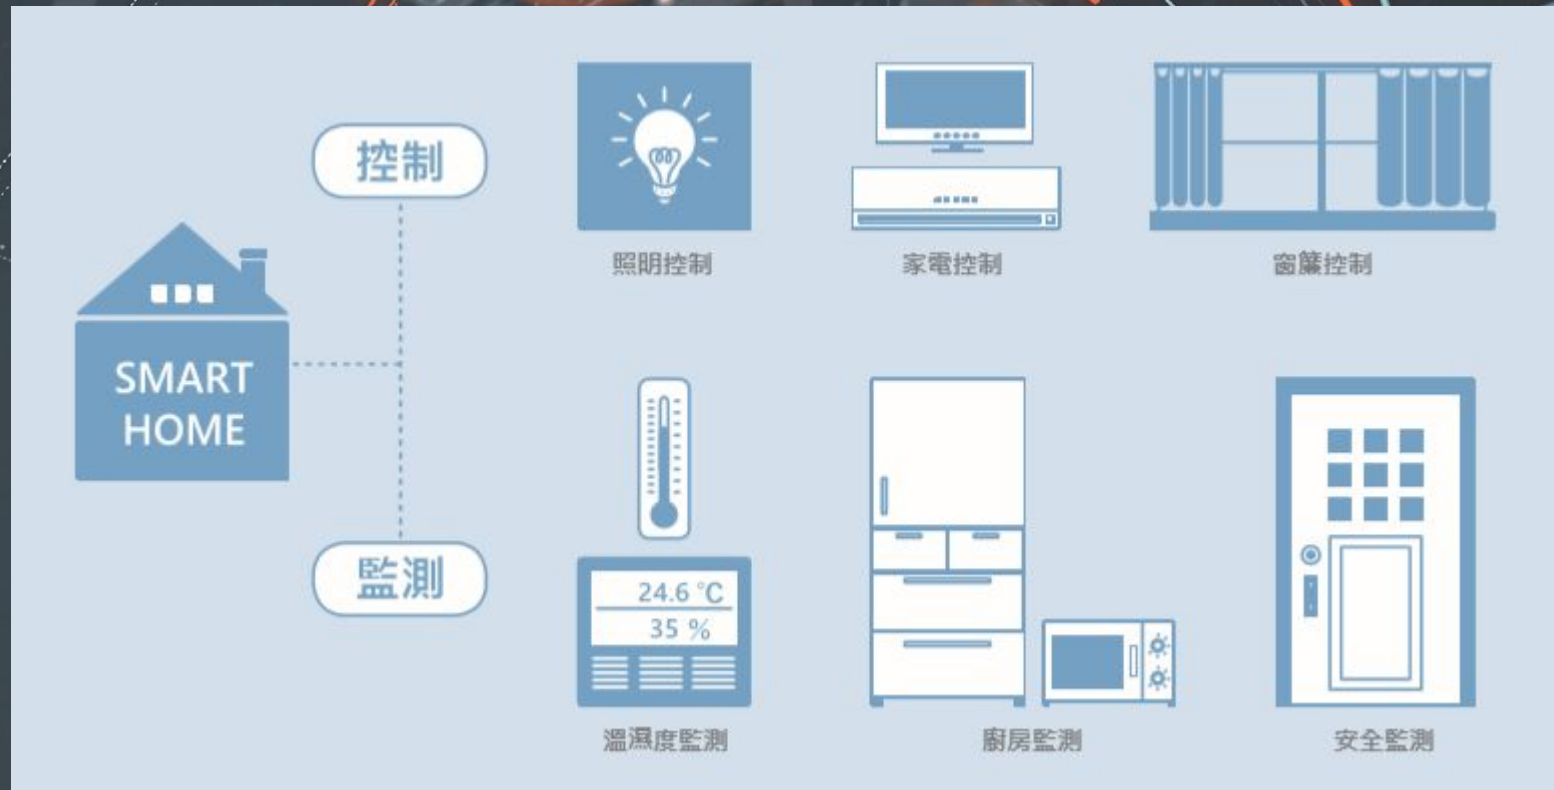 控制
照明控制
家電控制
窗簾控制
SMART
HOME
監測
24.6 °C
35 %
溫濕度監測
廚房監測
安全監測